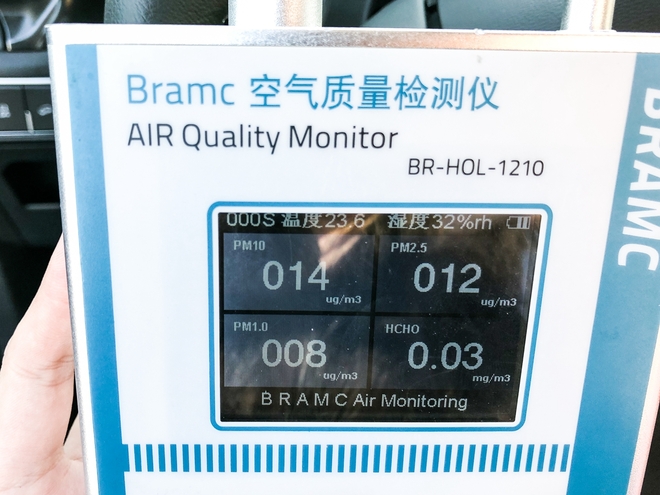 Bramc 空气质量检测仪
AIR Quality Monitor
BR-HOL-1210
BRAMC
000S 温度23.6 湿度32%rh
PM10
014
ug/m3
PM2.5
012
ug/m3
PM1.0
008
ug/m3
HCHO
0.03
mg/m3
B R A M C Air Monitoring